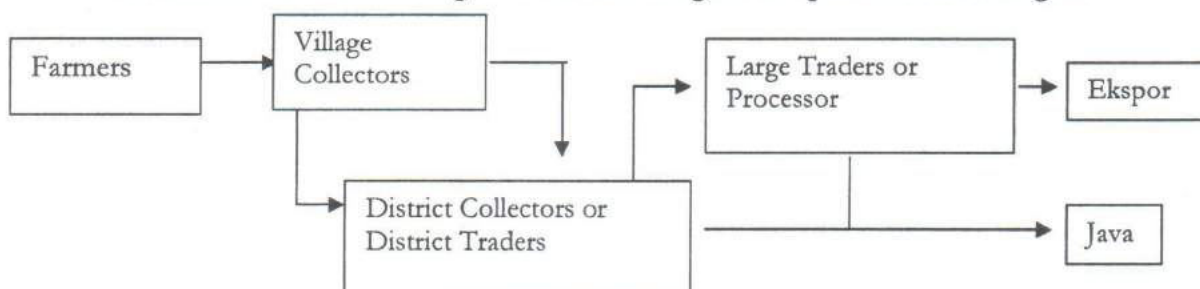 Farmers
Village
Collectors
Large Traders or
Processor
Ekspor
District Collectors or
District Traders
Java